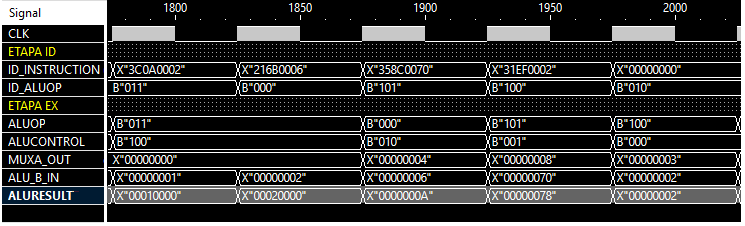 Signal 1800 1850 1900 1950 2000
CLK
ETAPA ID
ID_INSTRUCTION X"3C0A0002" X"216B0006" X"358C0070" X"31EF0002" X"00000000"
ID_ALUOP B"011" B"000" B"101" B"100" B"010"
ETAPA EX
ALUOP B"011" B"000" B"101" B"100"
ALUCONTROL B"100" B"010" B"001" B"000"
MUXA_OUT X"00000000" X"00000004" X"00000008" X"00000003"
ALU_B_IN X"00000001" X"00000002" X"00000006" X"00000070" X"00000002"
ALURESULT X"00010000" X"00020000" X"0000000A" X"00000078" X"00000002"